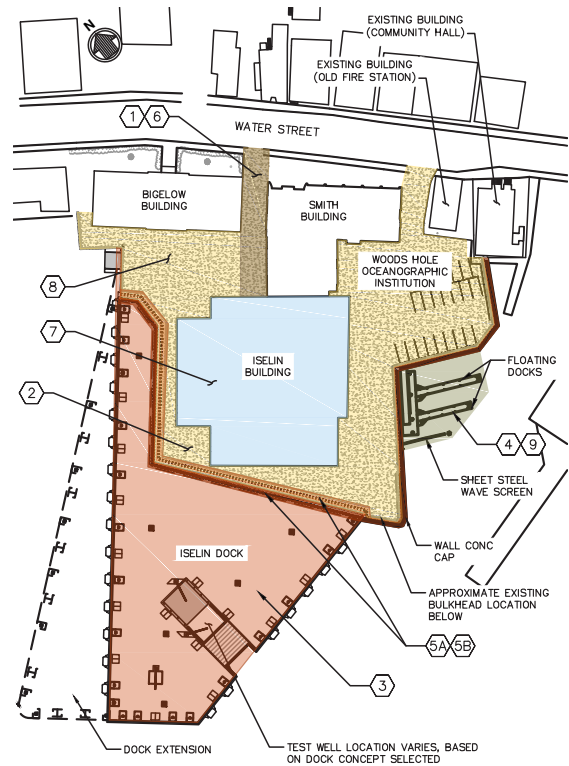 N
EXISTING BUILDING
(COMMUNITY HALL)
EXISTING BUILDING
(OLD FIRE STATION)
1 6
WATER STREET
BIGELOW
BUILDING
SMITH
BUILDING
WOODS HOLE
OCEANOGRAPHIC
INSTITUTION
8
7
ISELIN
BUILDING
FLOATING
DOCKS
2
4 9
SHEET STEEL
WAVE SCREEN
WALL CONC
CAP
ISELIN DOCK
APPROXIMATE EXISTING
BULKHEAD LOCATION
BELOW
5A 5B
3
DOCK EXTENSION
TEST WELL LOCATION VARIES, BASED
ON DOCK CONCEPT SELECTED